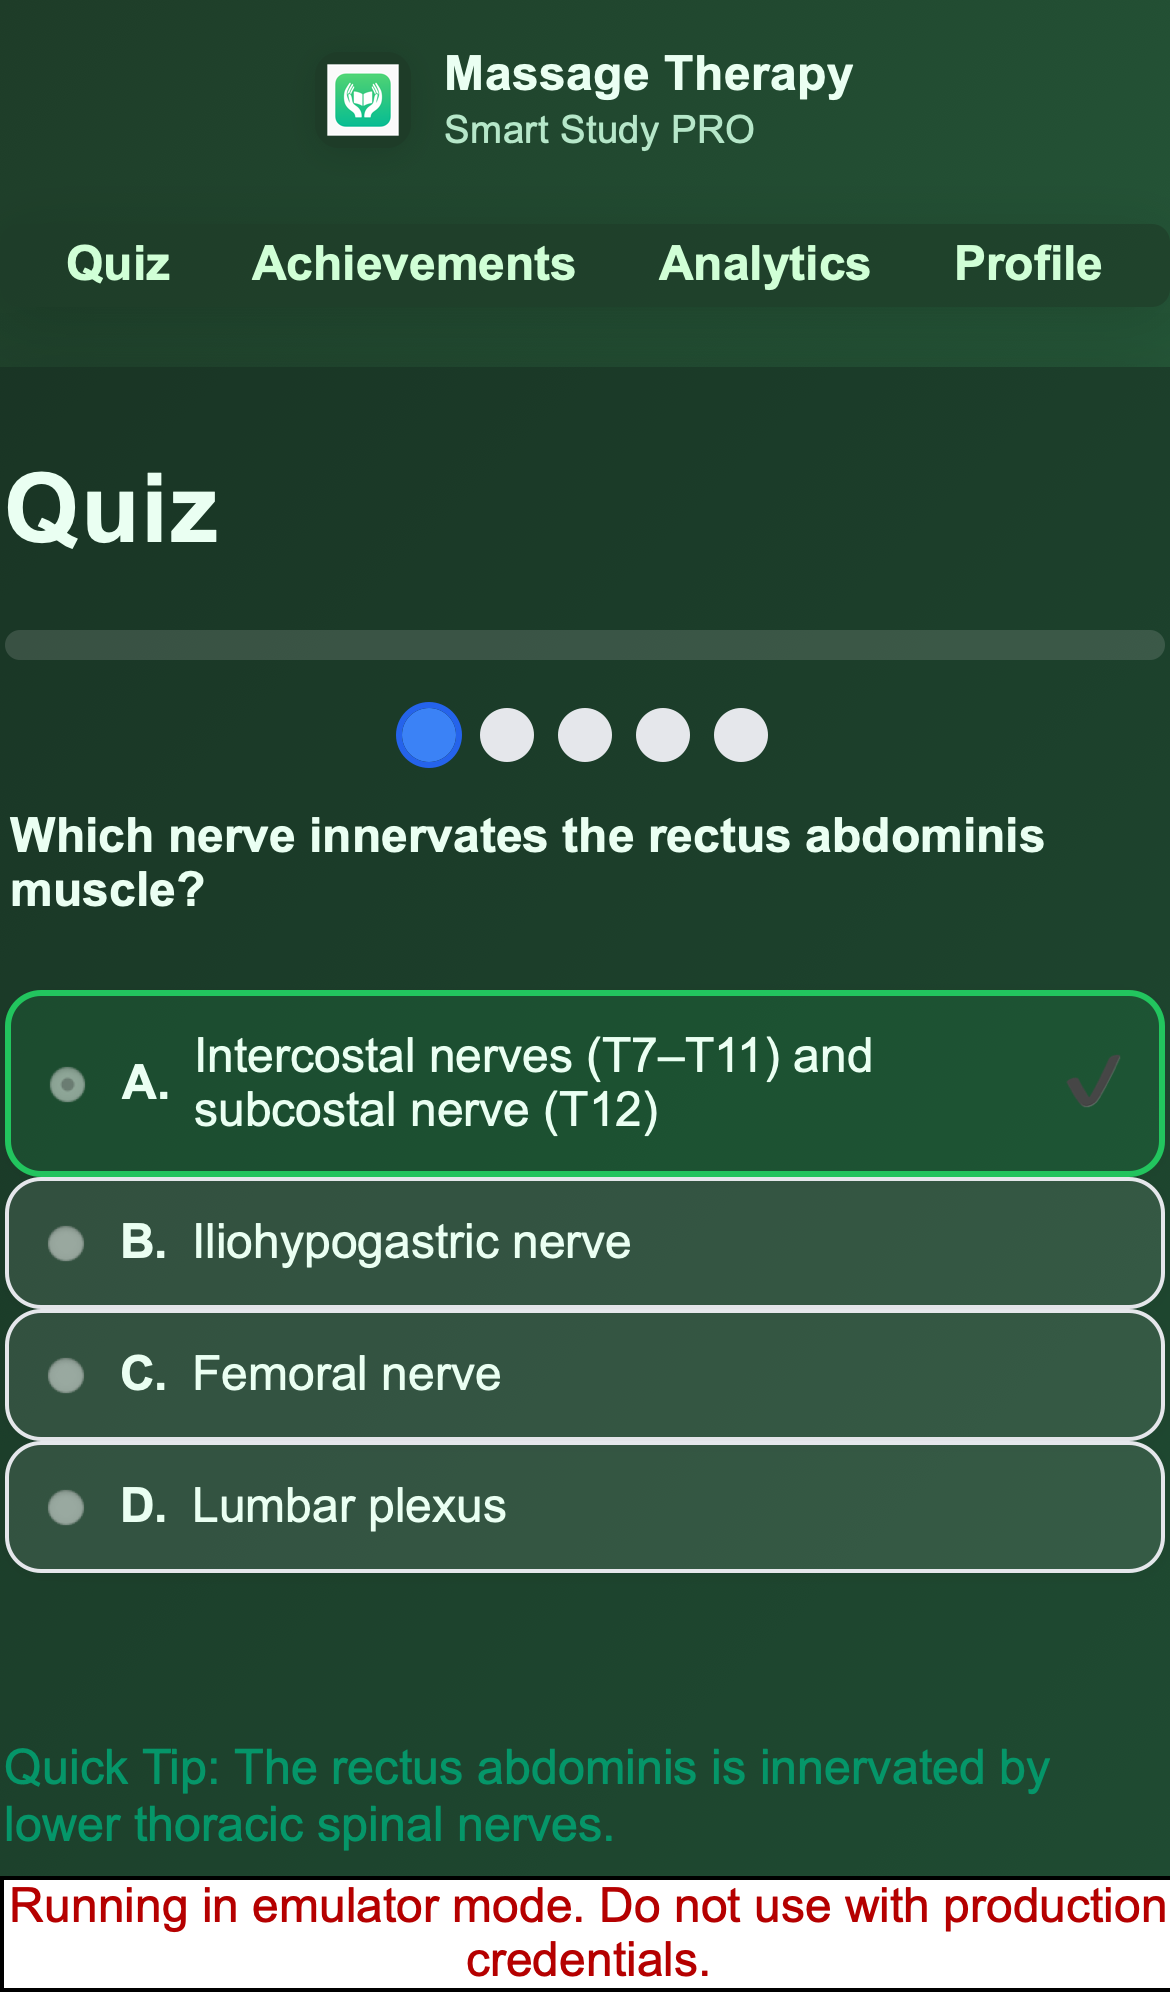 Massage Therapy
Smart Study PRO
Quiz Achievements Analytics Profile
Quiz
Which nerve innervates the rectus abdominis
muscle?
A. Intercostal nerves (T7–T11) and
subcostal nerve (T12)
B. Iliohypogastric nerve
C. Femoral nerve
D. Lumbar plexus
Quick Tip: The rectus abdominis is innervated by
lower thoracic spinal nerves.
Running in emulator mode. Do not use with production
credentials.